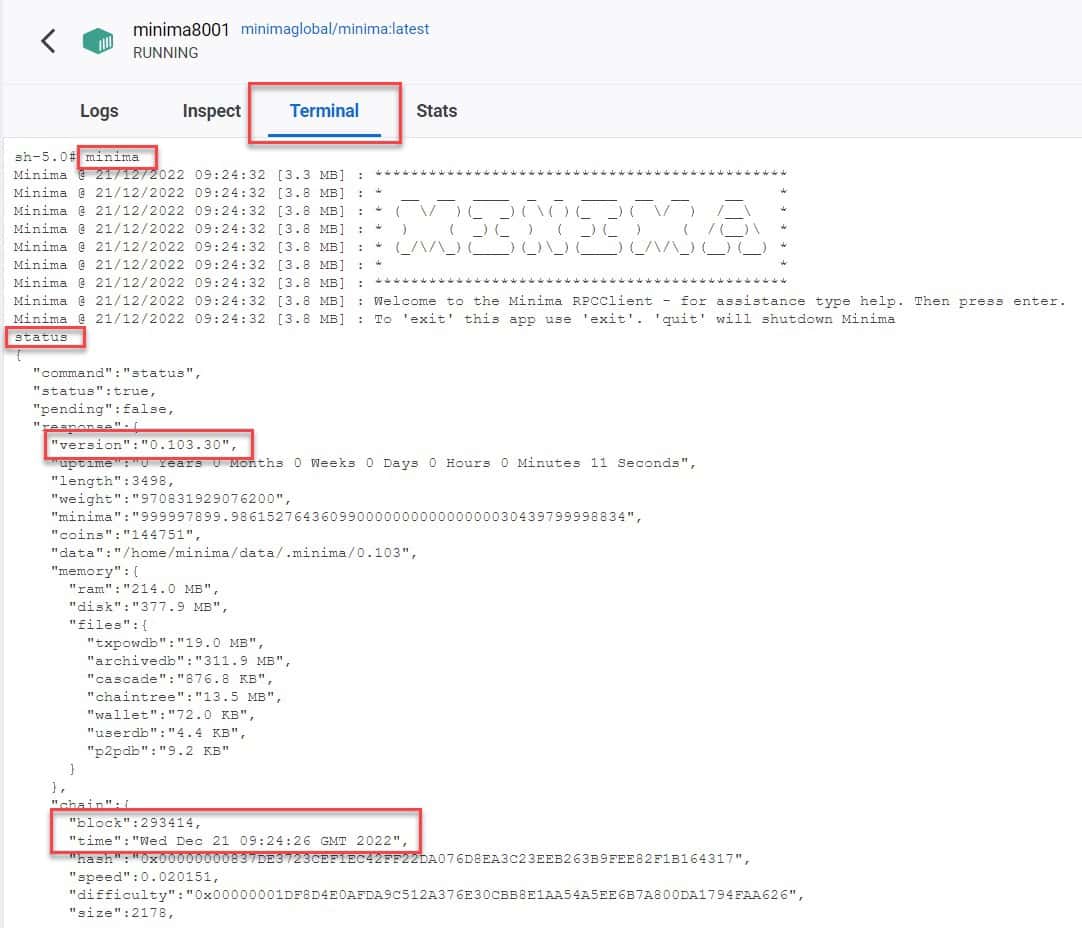 minima8001 minimaglobal/minima:latest
RUNNING
Logs Inspect Terminal Stats
sh-5.0# minima
Minima @ 21/12/2022 09:24:32 [3.3 MB] : **********************************************
Minima @ 21/12/2022 09:24:32 [3.8 MB] : *  __  __  ____  _  _  ____  __  __    __    *
Minima @ 21/12/2022 09:24:32 [3.8 MB] : * (  \/  )(_  _)( \( )(_  _)(  \/  )  /__\   *
Minima @ 21/12/2022 09:24:32 [3.8 MB] : *  )    (  _)(_  )  (  _)(_  )    (  /(__)\  *
Minima @ 21/12/2022 09:24:32 [3.8 MB] : * (_/\/\_)(____)(_)\_)(____)(_/\/\_)(__)(__) *
Minima @ 21/12/2022 09:24:32 [3.8 MB] : *                                            *
Minima @ 21/12/2022 09:24:32 [3.8 MB] : **********************************************
Minima @ 21/12/2022 09:24:32 [3.8 MB] : Welcome to the Minima RPCClient - for assistance type help. Then press enter.
Minima @ 21/12/2022 09:24:32 [3.8 MB] : To 'exit' this app use 'exit'. 'quit' will shutdown Minima
status
{
"command":"status",
"status":true,
"pending":false,
"response":{
"version":"0.103.30",
"uptime":"0 Years 0 Months 0 Weeks 0 Days 0 Hours 0 Minutes 11 Seconds",
"length":3498,
"weight":"970831929076200",
"minima":"999997899.98615276436099000000000000000030439799998834",
"coins":"144751",
"data":"/home/minima/data/.minima/0.103",
"memory":{
"ram":"214.0 MB",
"disk":"377.9 MB",
"files":{
"txpowdb":"19.0 MB",
"archivedb":"311.9 MB",
"cascade":"876.8 KB",
"chaintree":"13.5 MB",
"wallet":"72.0 KB",
"userdb":"4.4 KB",
"p2pdb":"9.2 KB"
}
},
"chain":{
"block":293414,
"time":"Wed Dec 21 09:24:26 GMT 2022",
"hash":"0x00000000837DE3723CEF1EC42FF22DA076D8EA3C23EEB263B9FEE82F1B164317",
"speed":0.020151,
"difficulty":"0x00000001DF8D4E0AFDA9C512A376E30CBB8E1AA54A5EE6B7A800DA1794FAA626",
"size":2178,